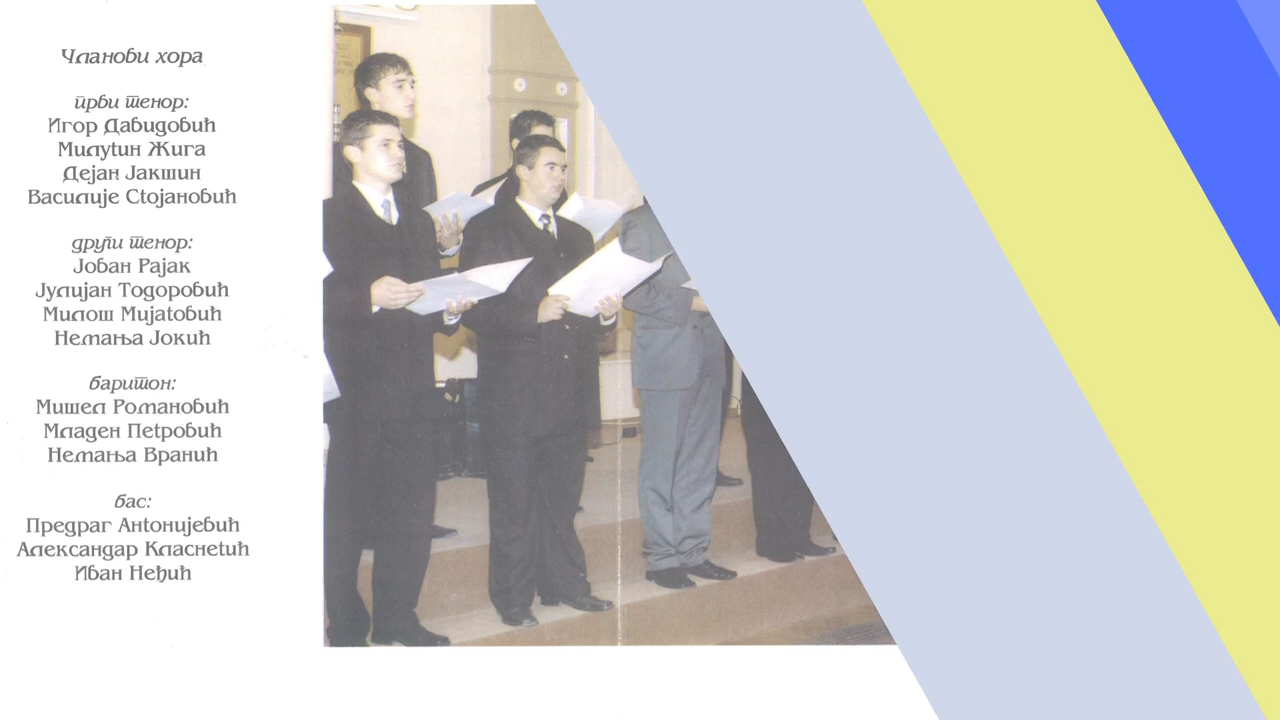 Чланови хора
први тенор:
Игор Давидовић
Милутин Жига
Дејан Јакшин
Василије Стојановић
други тенор:
Јован Рајак
Јулијан Тодоровић
Милош Мијатовић
Немања Јокић
баритон:
Мишел Романовић
Младен Петровић
Немања Вранић
бас:
Предраг Антонијевић
Александар Класнетић
Иван Неђић